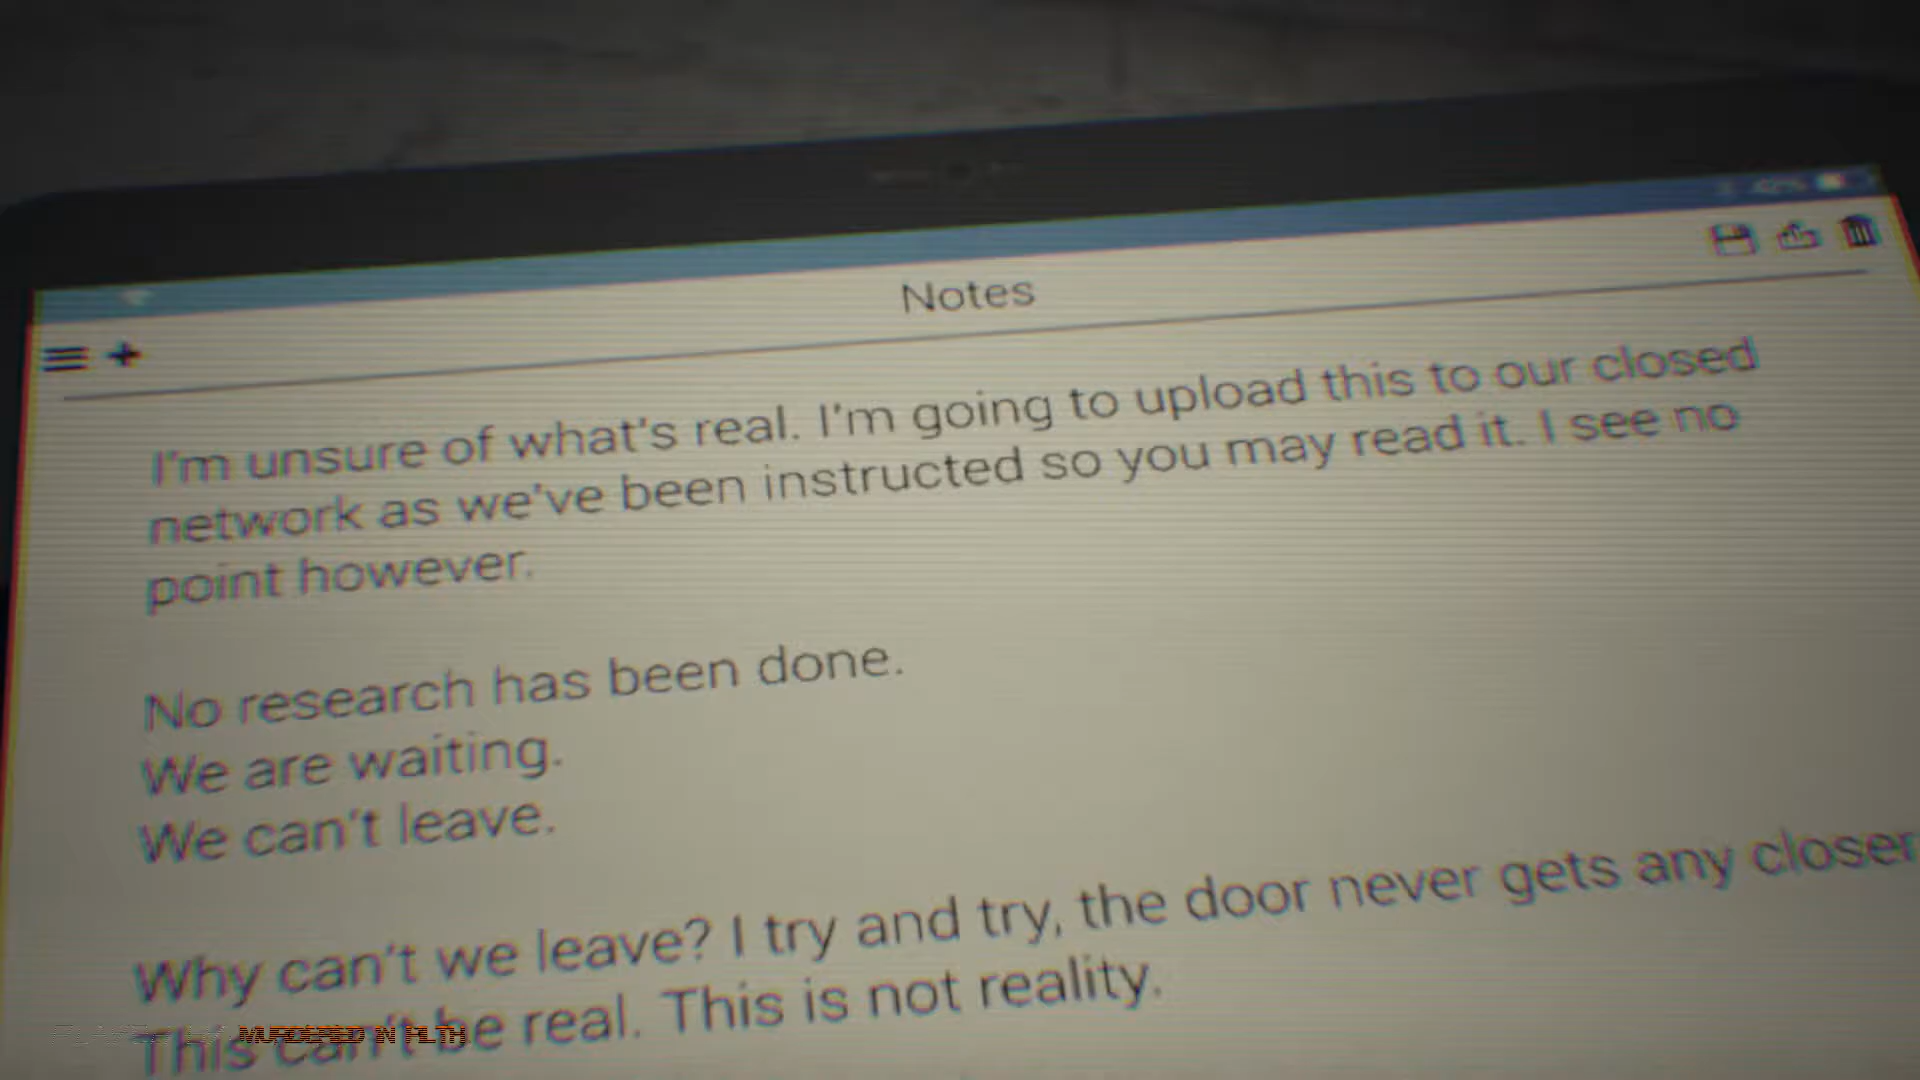 Notes
I'm unsure of what's real. I'm going to upload this to our closed
network as we've been instructed so you may read it. I see no
point however.
No research has been done.
We are waiting.
We can't leave.
Why can't we leave? I try and try, the door never gets any closer
This can't be real. This is not reality.
MURDERED IN FILTH